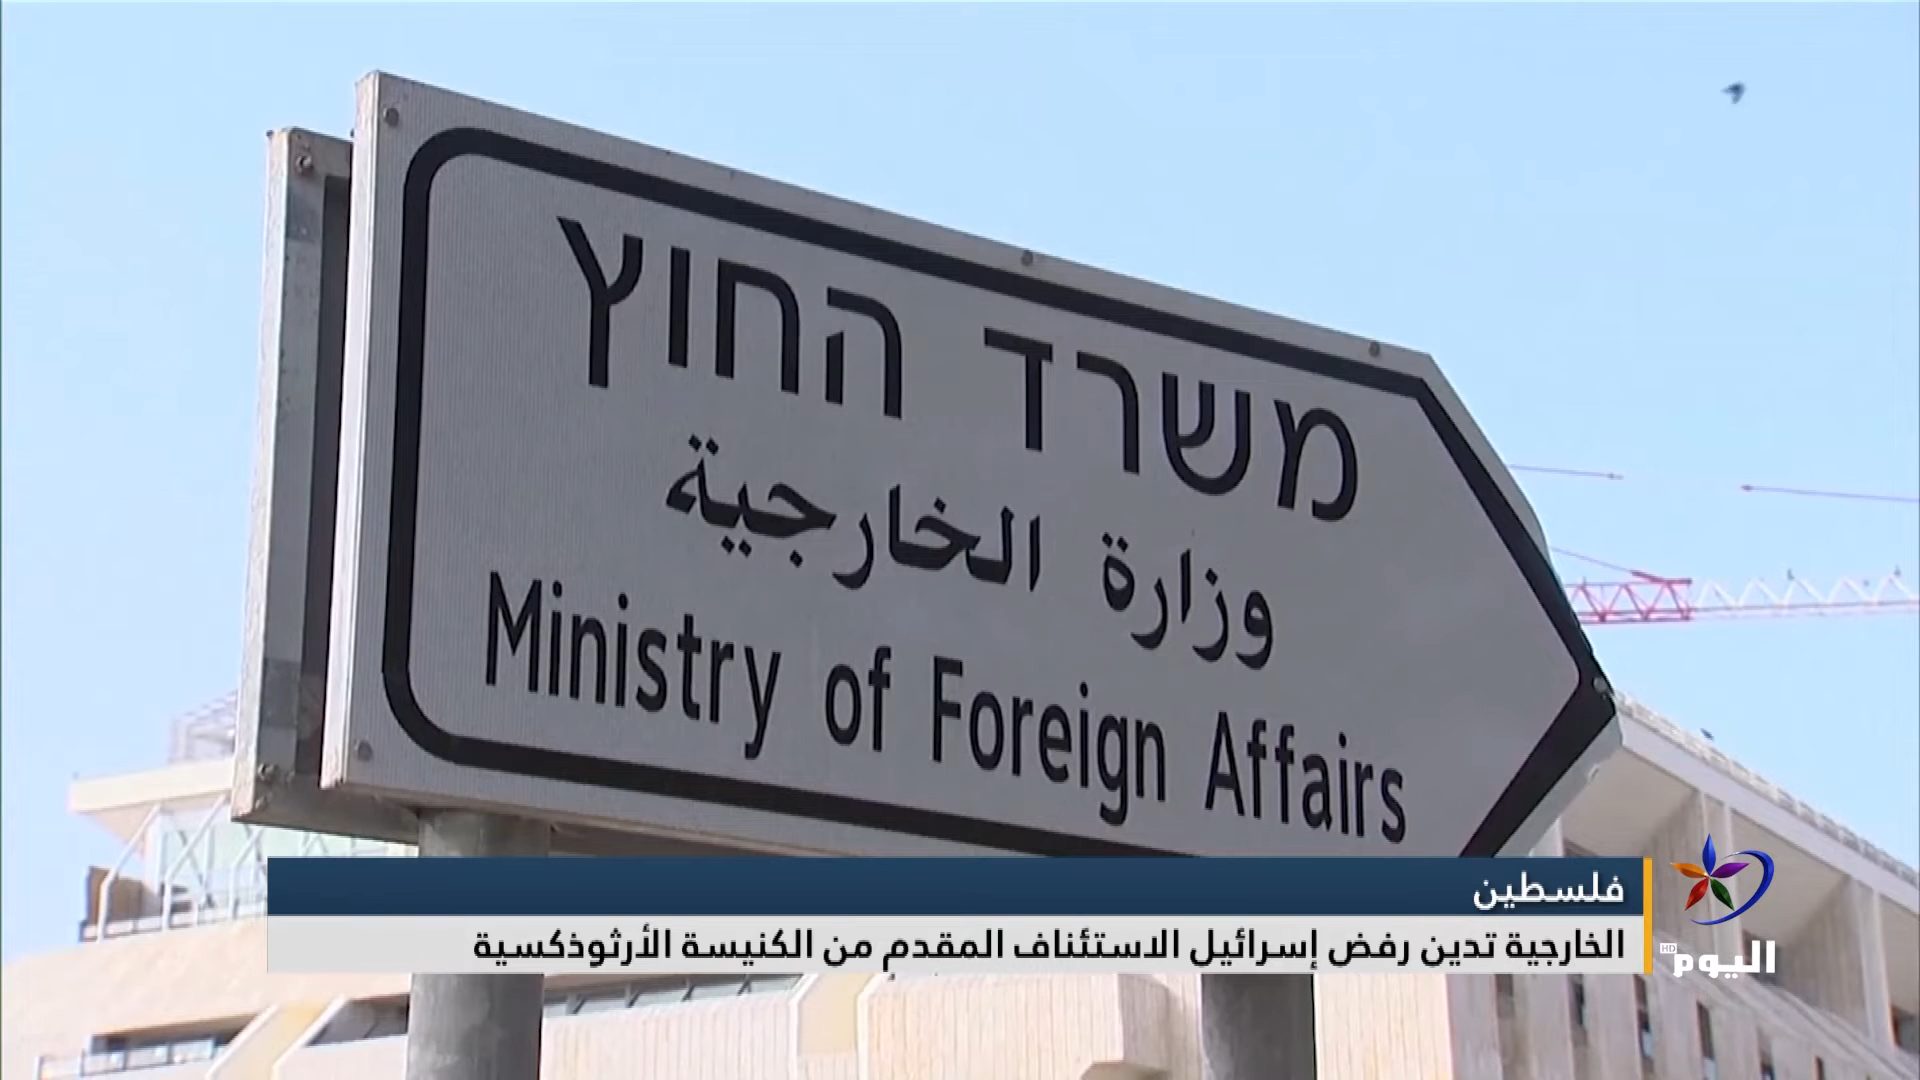 משרד החוץ
وزارة الخارجية
Ministry of Foreign Affairs
فلسطين
الخارجية تدين رفض إسرائيل الاستئناف المقدم من الكنيسة الأرثوذكسية
اليوم HD